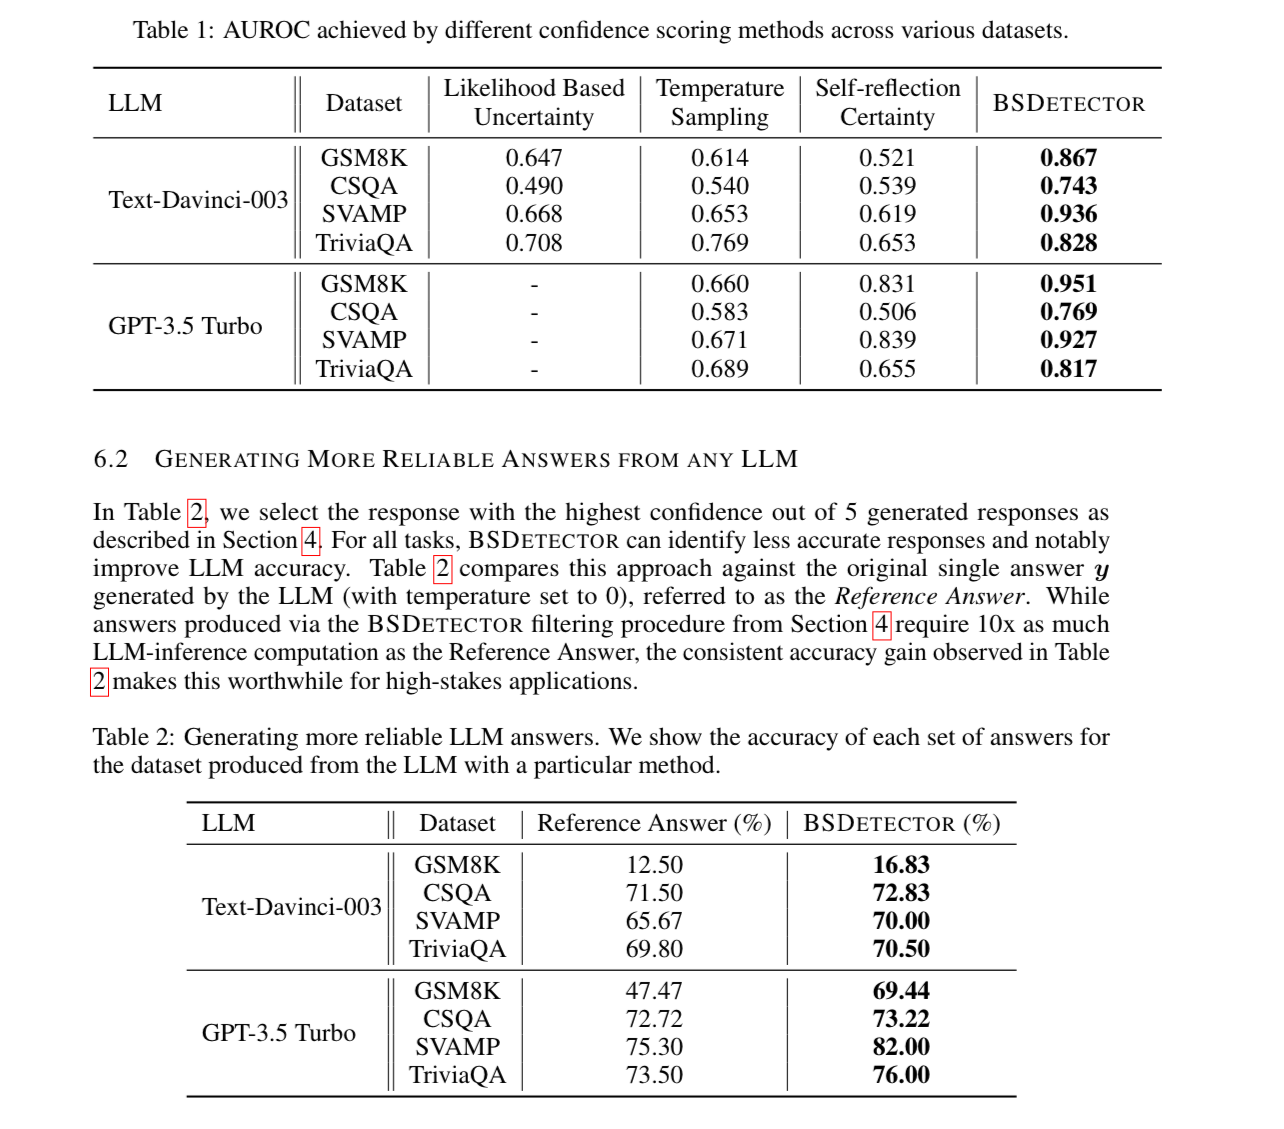 Table 1: AUROC achieved by different confidence scoring methods across various datasets.
LLM Dataset Likelihood Based Uncertainty Temperature Sampling Self-reflection Certainty BSDETECTOR
Text-Davinci-003 GSM8K 0.647 0.614 0.521 0.867
CSQA 0.490 0.540 0.539 0.743
SVAMP 0.668 0.653 0.619 0.936
TriviaQA 0.708 0.769 0.653 0.828
GPT-3.5 Turbo GSM8K - 0.660 0.831 0.951
CSQA - 0.583 0.506 0.769
SVAMP - 0.671 0.839 0.927
TriviaQA - 0.689 0.655 0.817
6.2 GENERATING MORE RELIABLE ANSWERS FROM ANY LLM
In Table 2, we select the response with the highest confidence out of 5 generated responses as
described in Section 4. For all tasks, BSDETECTOR can identify less accurate responses and notably
improve LLM accuracy. Table 2 compares this approach against the original single answer y
generated by the LLM (with temperature set to 0), referred to as the Reference Answer. While
answers produced via the BSDETECTOR filtering procedure from Section 4 require 10x as much
LLM-inference computation as the Reference Answer, the consistent accuracy gain observed in Table
2 makes this worthwhile for high-stakes applications.
Table 2: Generating more reliable LLM answers. We show the accuracy of each set of answers for
the dataset produced from the LLM with a particular method.
LLM Dataset Reference Answer (%) BSDETECTOR (%)
Text-Davinci-003 GSM8K 12.50 16.83
CSQA 71.50 72.83
SVAMP 65.67 70.00
TriviaQA 69.80 70.50
GPT-3.5 Turbo GSM8K 47.47 69.44
CSQA 72.72 73.22
SVAMP 75.30 82.00
TriviaQA 73.50 76.00